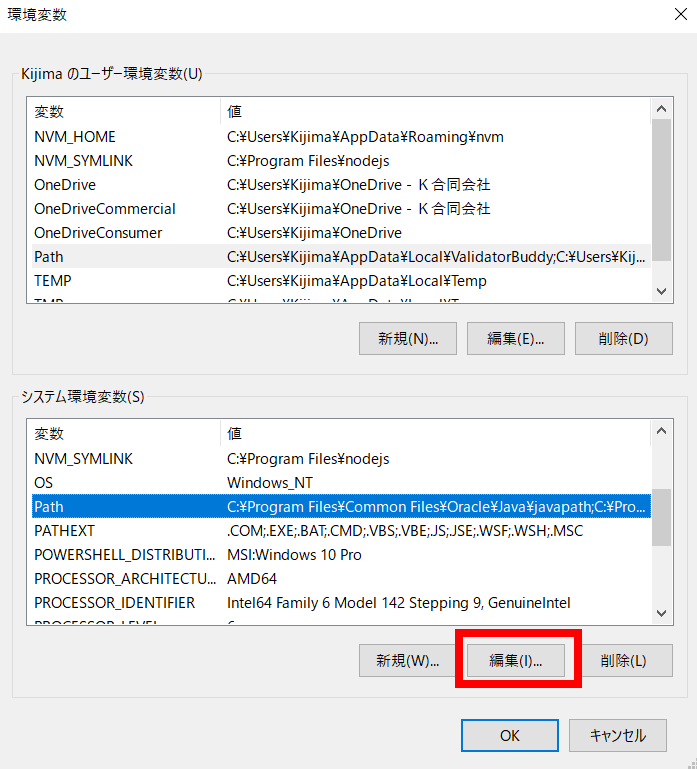 環境変数
Kijima のユーザー環境変数(U)
変数 値
NVM_HOME C:¥Users¥Kijima¥AppData¥Roaming¥nvm
NVM_SYMLINK C:¥Program Files¥nodejs
OneDrive C:¥Users¥Kijima¥OneDrive - K合同会社
OneDriveCommercial C:¥Users¥Kijima¥OneDrive - K合同会社
OneDriveConsumer C:¥Users¥Kijima¥OneDrive
Path C:¥Users¥Kijima¥AppData¥Local¥ValidatorBuddy;C:¥Users¥Kij...
TEMP C:¥Users¥Kijima¥AppData¥Local¥Temp
新規(N)... 編集(E)... 削除(D)
システム環境変数(S)
変数 値
NVM_SYMLINK C:¥Program Files¥nodejs
OS Windows_NT
Path C:¥Program Files¥Common Files¥Oracle¥Java¥javapath;C:¥Pro...
PATHEXT .COM;.EXE;.BAT;.CMD;.VBS;.VBE;.JS;.JSE;.WSF;.WSH;.MSC
POWERSHELL_DISTRIBUTI... MSI:Windows 10 Pro
PROCESSOR_ARCHITECTU... AMD64
PROCESSOR_IDENTIFIER Intel64 Family 6 Model 142 Stepping 9, GenuineIntel
新規(W)... 編集(I)... 削除(L)
OK キャンセル